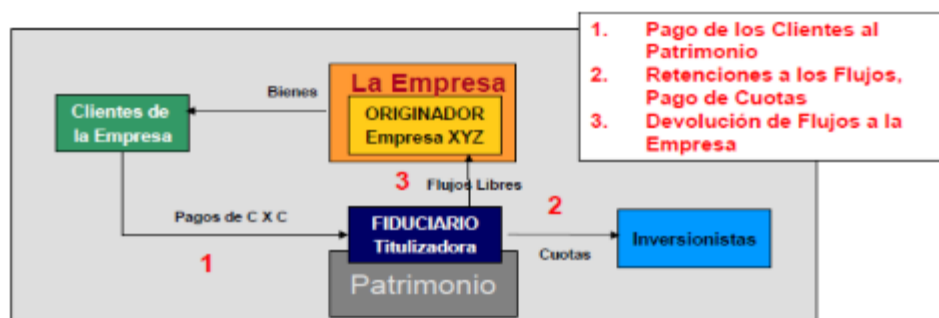 1. Pago de los Clientes al
Patrimonio
2. Retenciones a los Flujos,
Pago de Cuotas
3. Devolución de Flujos a la
Empresa
La Empresa
Bienes
Clientes de
la Empresa
ORIGINADOR
Empresa XYZ
3 Flujos Libres
Pagos de C X C
FIDUCIARIO
Titulizadora
2
Inversionistas
Cuotas
1
Patrimonio